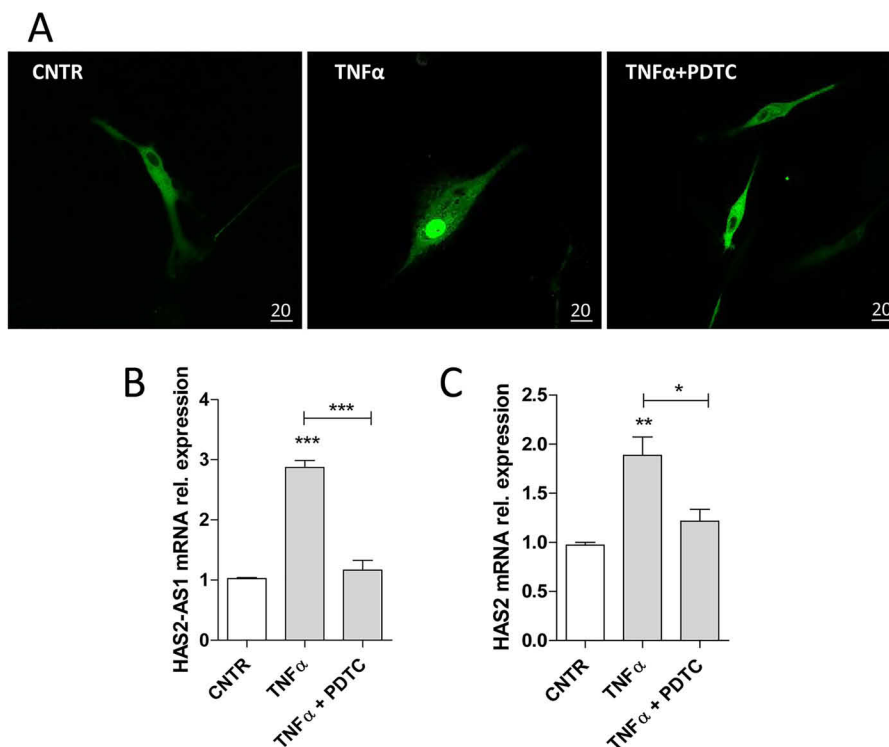 A
CNTR
TNFα
TNFα+PDTC
20
20
20
B
HAS2-AS1 mRNA rel. expression
4
3
2
1
0
***
***
CNTR
TNFα
TNFα + PDTC
C
HAS2 mRNA rel. expression
2.5
2.0
1.5
1.0
0.5
0.0
**
*
CNTR
TNFα
TNFα + PDTC